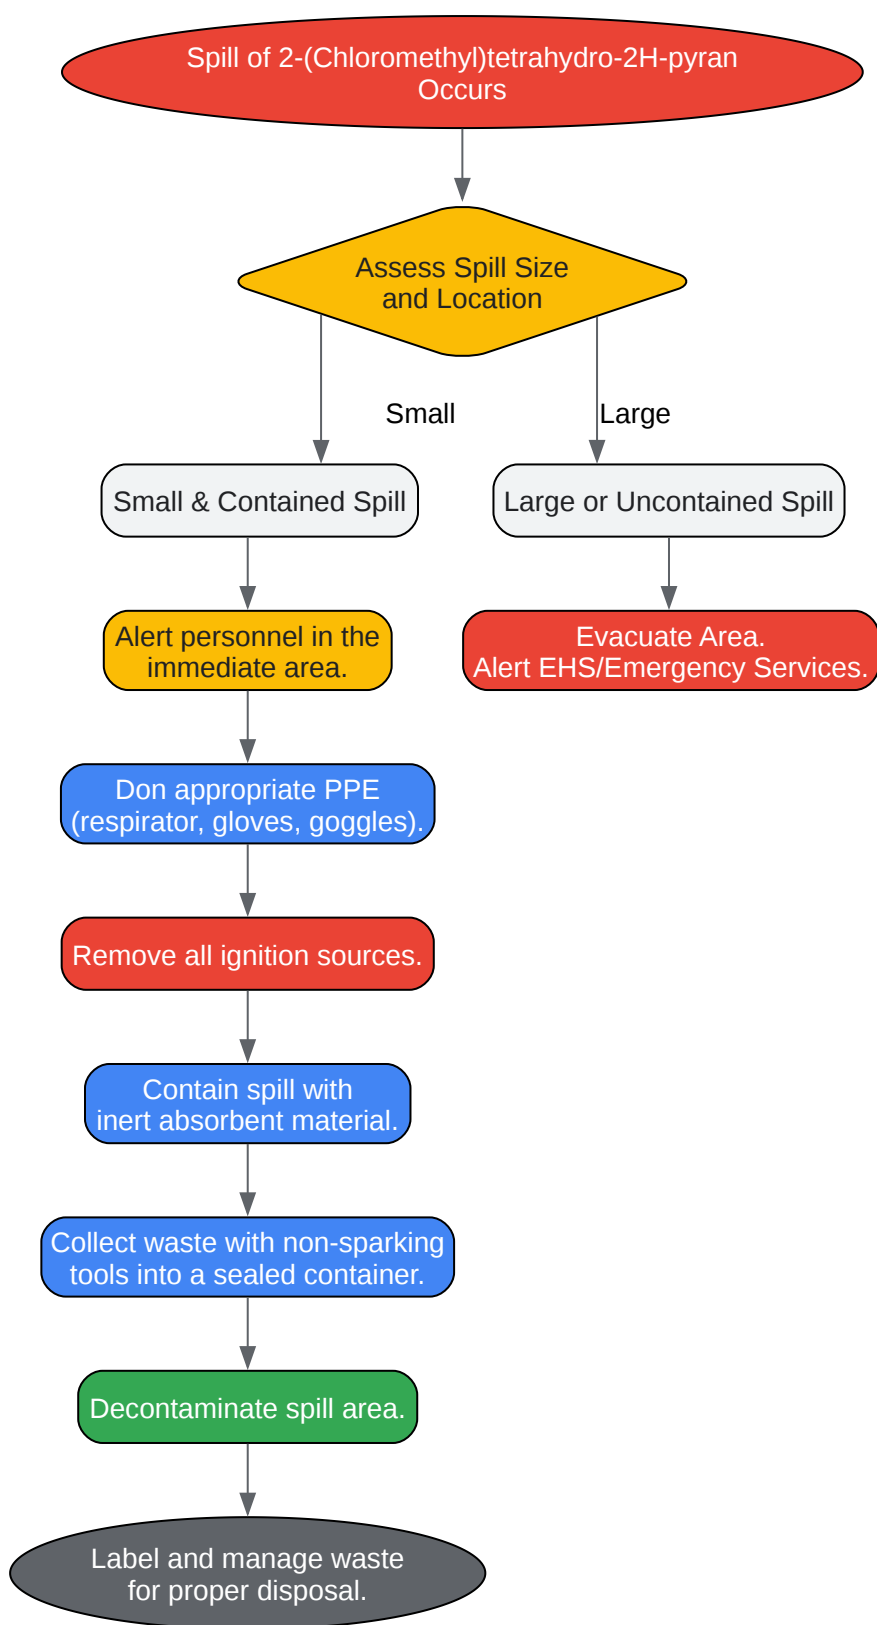 Spill of 2-(Chloromethyl)tetrahydro-2H-pyran
Occurs
Assess Spill Size
and Location
Small
Large
Small & Contained Spill
Large or Uncontained Spill
Alert personnel in the
immediate area.
Evacuate Area.
Alert EHS/Emergency Services.
Don appropriate PPE
(respirator, gloves, goggles).
Remove all ignition sources.
Contain spill with
inert absorbent material.
Collect waste with non-sparking
tools into a sealed container.
Decontaminate spill area.
Label and manage waste
for proper disposal.